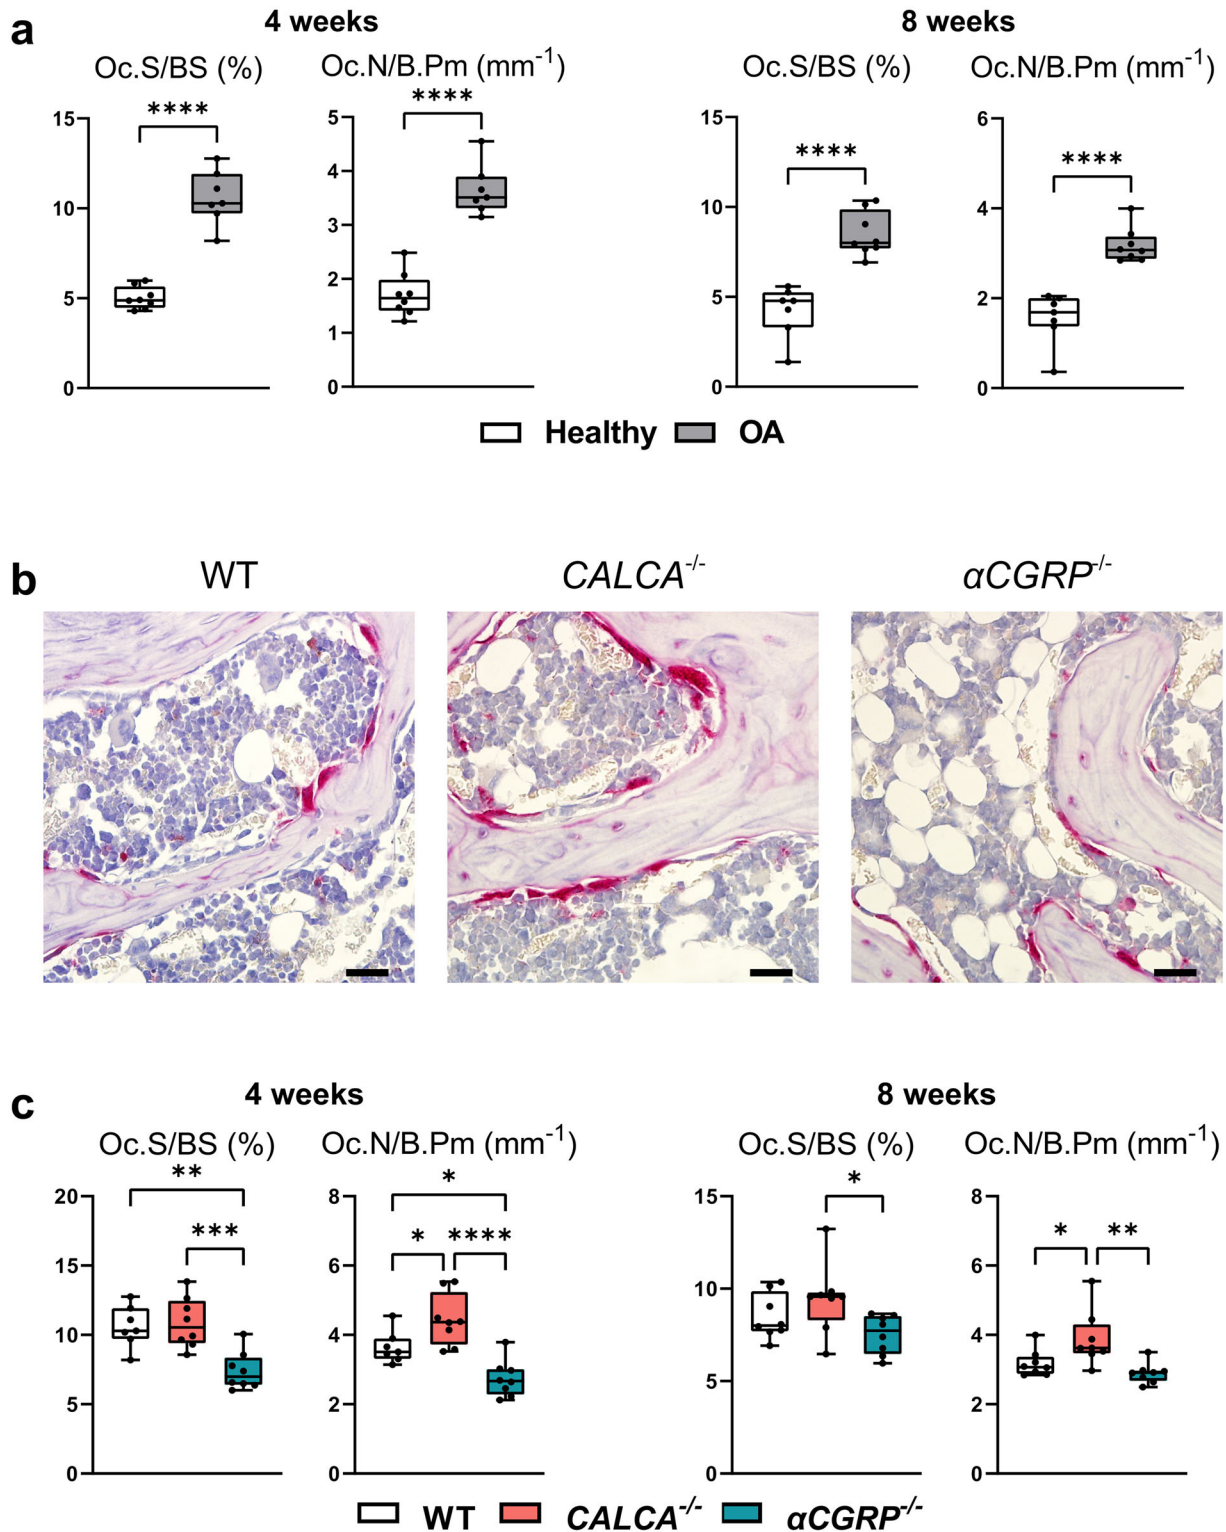 a
4 weeks
8 weeks
Oc.S/BS (%)
Oc.N/B.Pm (mm⁻¹)
Oc.S/BS (%)
Oc.N/B.Pm (mm⁻¹)
****
****
****
****
15
10
5
0
5
4
3
2
1
0
15
10
5
0
6
4
2
0
Healthy OA
b
WT
CALCA⁻/⁻
αCGRP⁻/⁻
c
4 weeks
8 weeks
Oc.S/BS (%)
Oc.N/B.Pm (mm⁻¹)
Oc.S/BS (%)
Oc.N/B.Pm (mm⁻¹)
**
***
*
*
****
*
*
**
20
15
10
5
0
8
6
4
2
0
15
10
5
0
8
6
4
2
0
WT CALCA⁻/⁻ αCGRP⁻/⁻